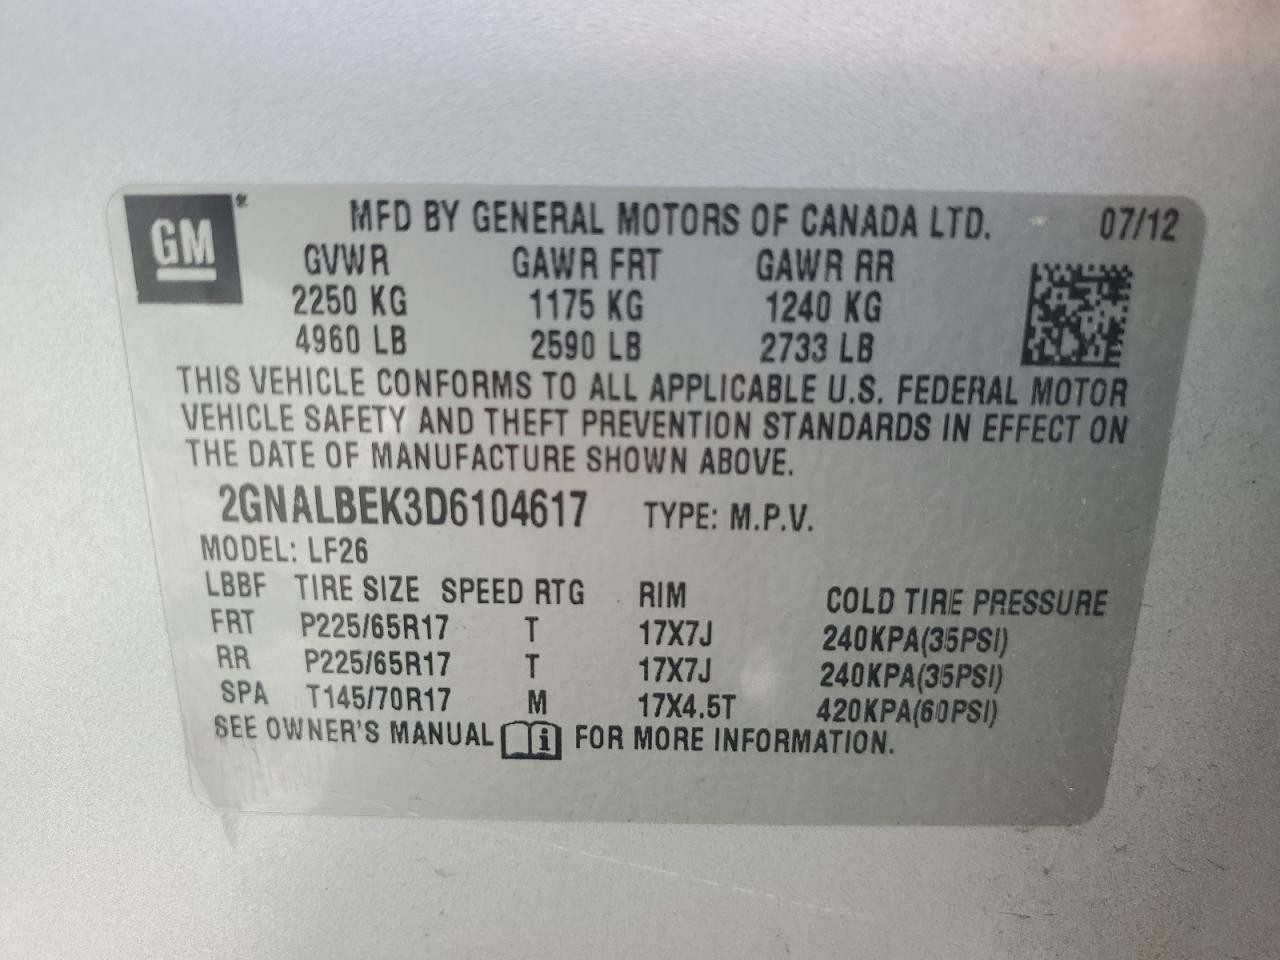 GM
MFD BY GENERAL MOTORS OF CANADA LTD. 07/12
GVWR GAWR FRT GAWR RR
2250 KG 1175 KG 1240 KG
4960 LB 2590 LB 2733 LB
THIS VEHICLE CONFORMS TO ALL APPLICABLE U.S. FEDERAL MOTOR
VEHICLE SAFETY AND THEFT PREVENTION STANDARDS IN EFFECT ON
THE DATE OF MANUFACTURE SHOWN ABOVE.
2GNALBEK3D6104617 TYPE: M.P.V.
MODEL: LF26
LBBF TIRE SIZE SPEED RTG RIM COLD TIRE PRESSURE
FRT P225/65R17 T 17X7J 240KPA(35PSI)
RR P225/65R17 T 17X7J 240KPA(35PSI)
SPA T145/70R17 M 17X4.5T 420KPA(60PSI)
SEE OWNER'S MANUAL i FOR MORE INFORMATION.